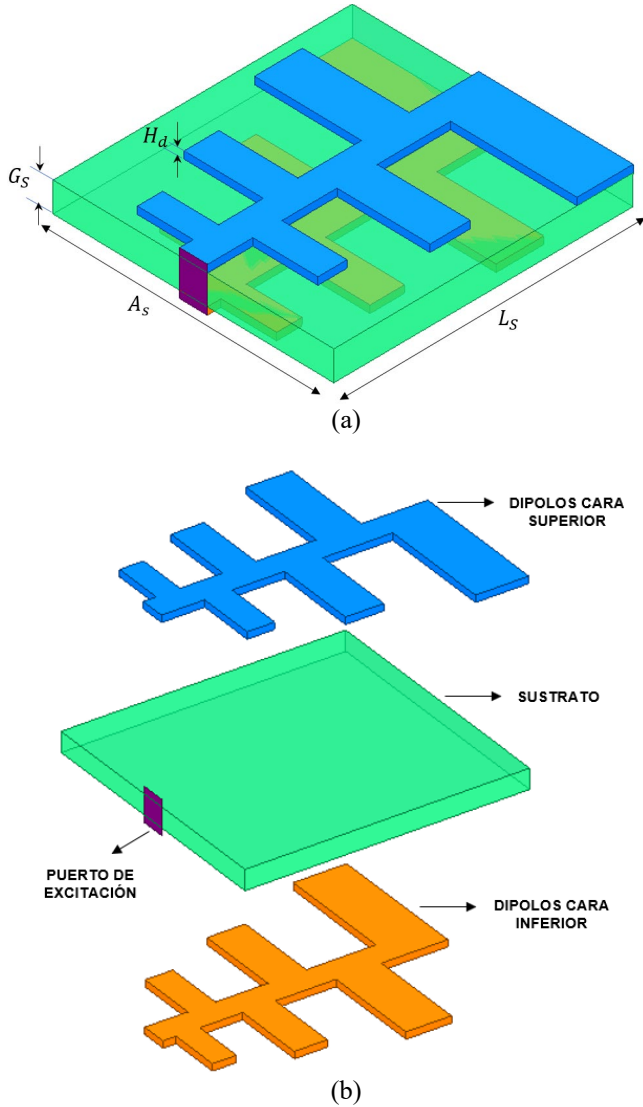 H_d
G_S
A_s
L_S
(a)
DIPOLOS CARA
SUPERIOR
SUSTRATO
PUERTO DE
EXCITACIÓN
DIPOLOS CARA
INFERIOR
(b)